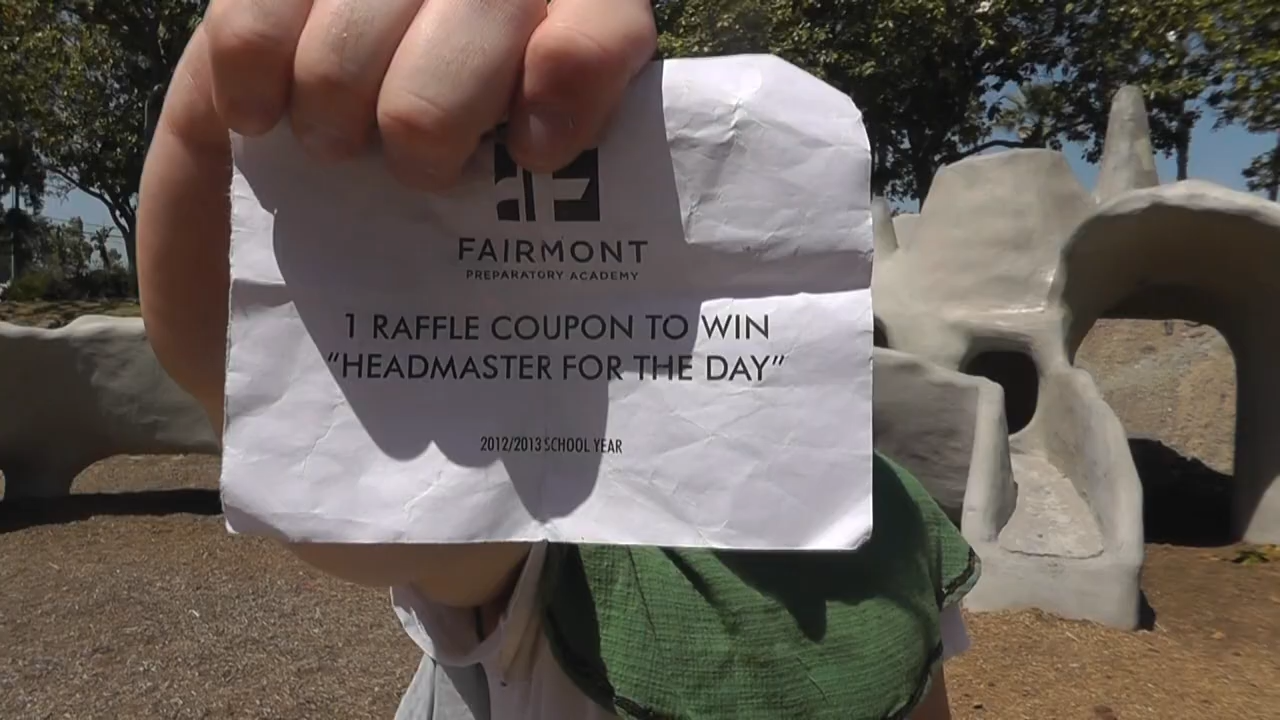 FAIRMONT
PREPARATORY ACADEMY
1 RAFFLE COUPON TO WIN
“HEADMASTER FOR THE DAY”
2012/2013 SCHOOL YEAR